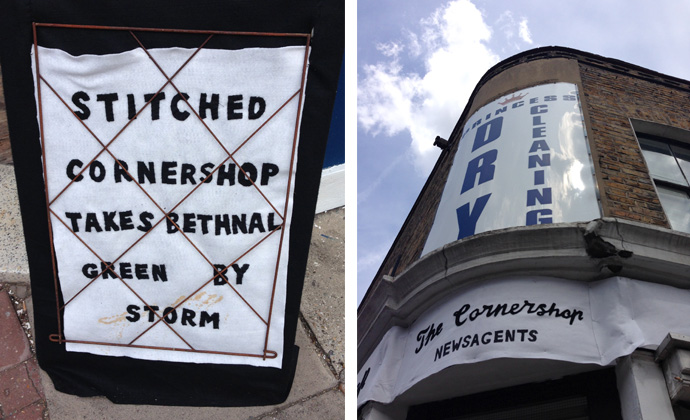 STITCHED
CORNERSHOP
TAKES BETHNAL
GREEN BY
STORM
PRINCESS
DRY
CLEANING
The Cornershop
NEWSAGENTS